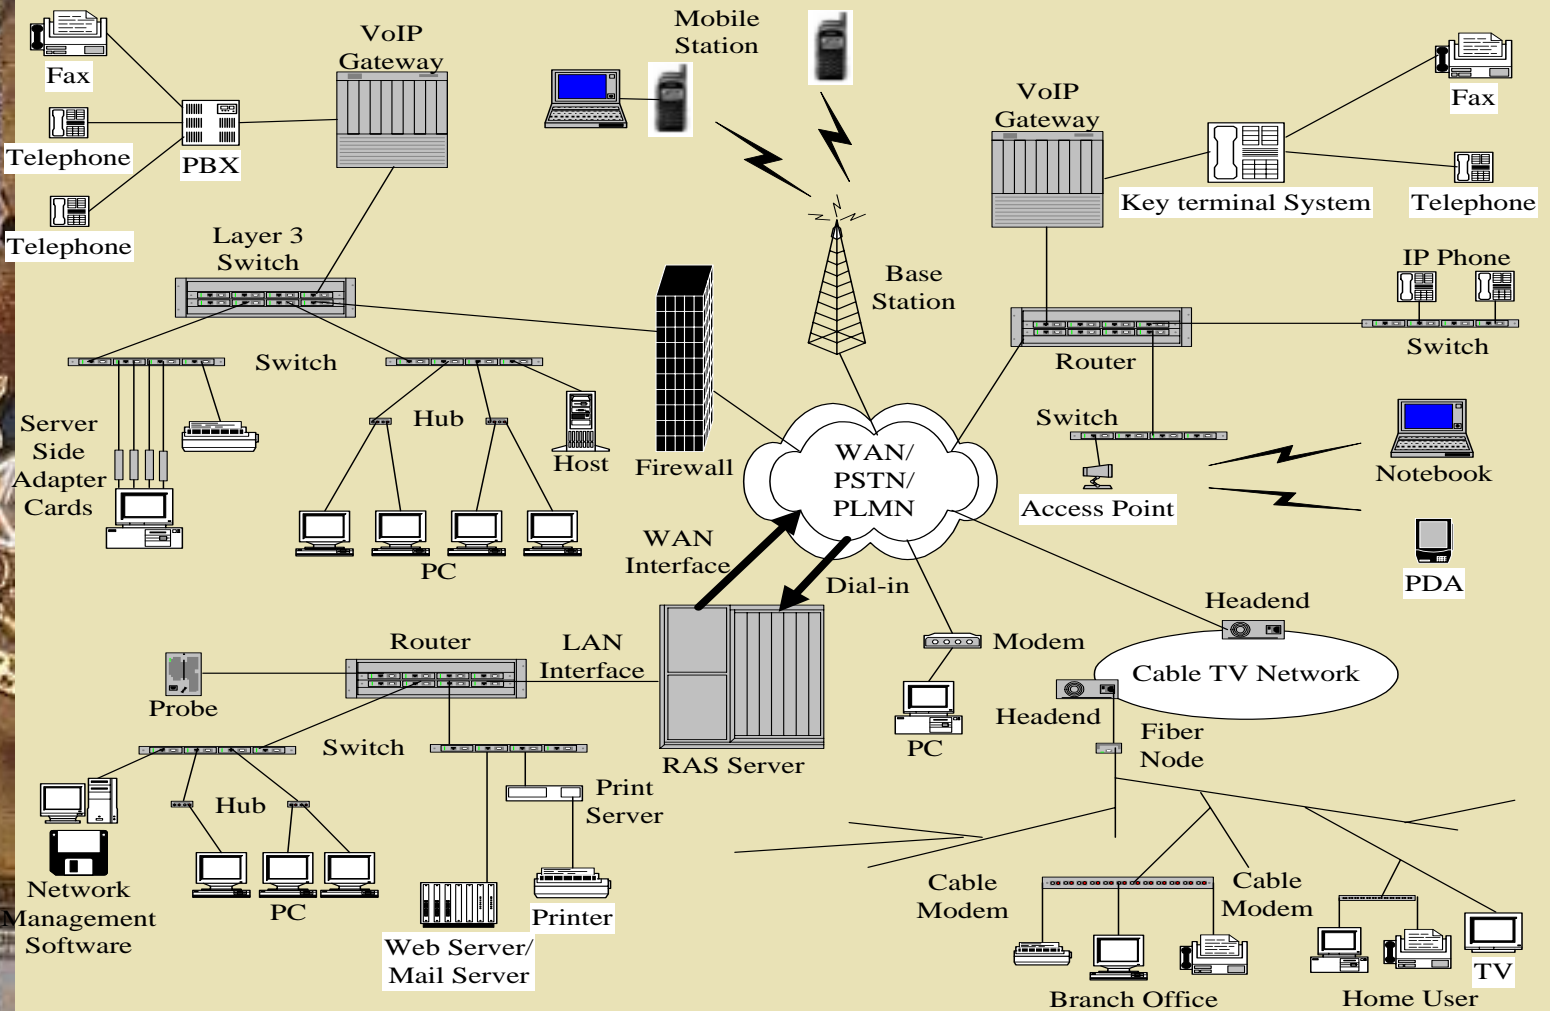 Mobile
Station
VoIP
Gateway
Fax
Telephone
PBX
Telephone
VoIP
Gateway
Fax
Key terminal System
Telephone
Layer 3
Switch
Base
Station
IP Phone
Router
Switch
Switch
Server
Side
Adapter
Cards
Hub
Host
Firewall
PC
WAN/
PSTN/
PLMN
Switch
Access Point
Notebook
PDA
WAN
Interface
Dial-in
Headend
Router
LAN
Interface
Modem
Cable TV Network
Probe
Headend
Fiber
Node
PC
RAS Server
Switch
Hub
Print
Server
Network
Management
Software
PC
Printer
Web Server/
Mail Server
Cable
Modem
Cable
Modem
TV
Branch Office
Home User